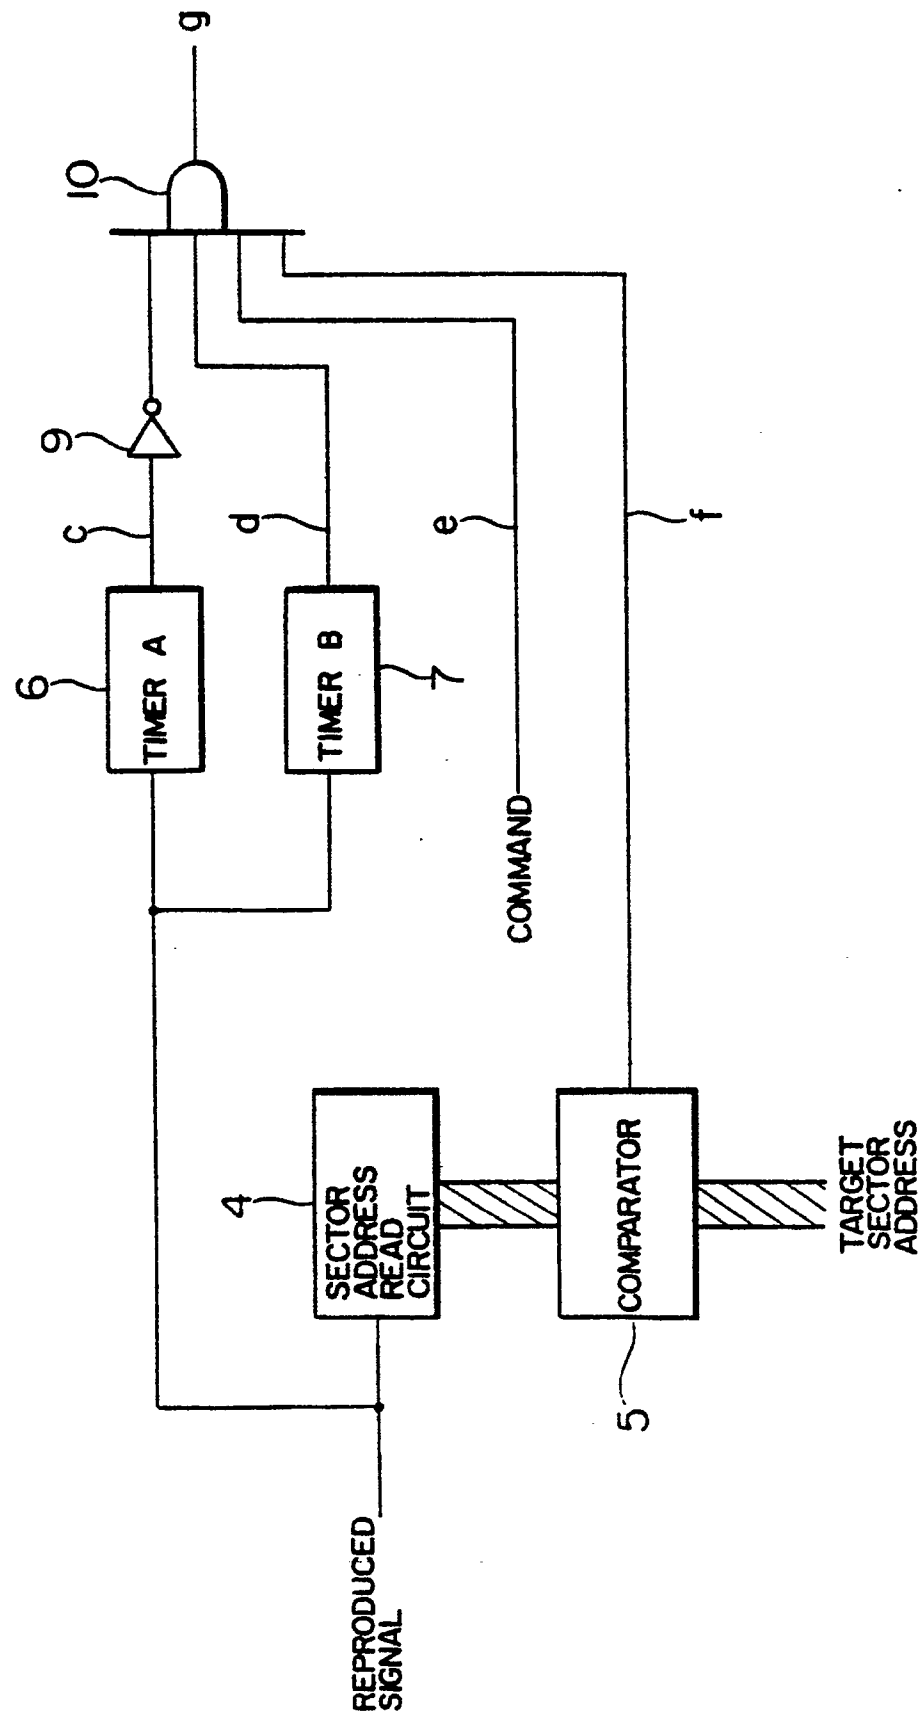 6
TIMER A
c
9
10
g
TIMER B
7
d
COMMAND
e
REPRODUCED
SIGNAL
4
SECTOR
ADDRESS
READ
CIRCUIT
5
COMPARATOR
f
TARGET
SECTOR
ADDRESS